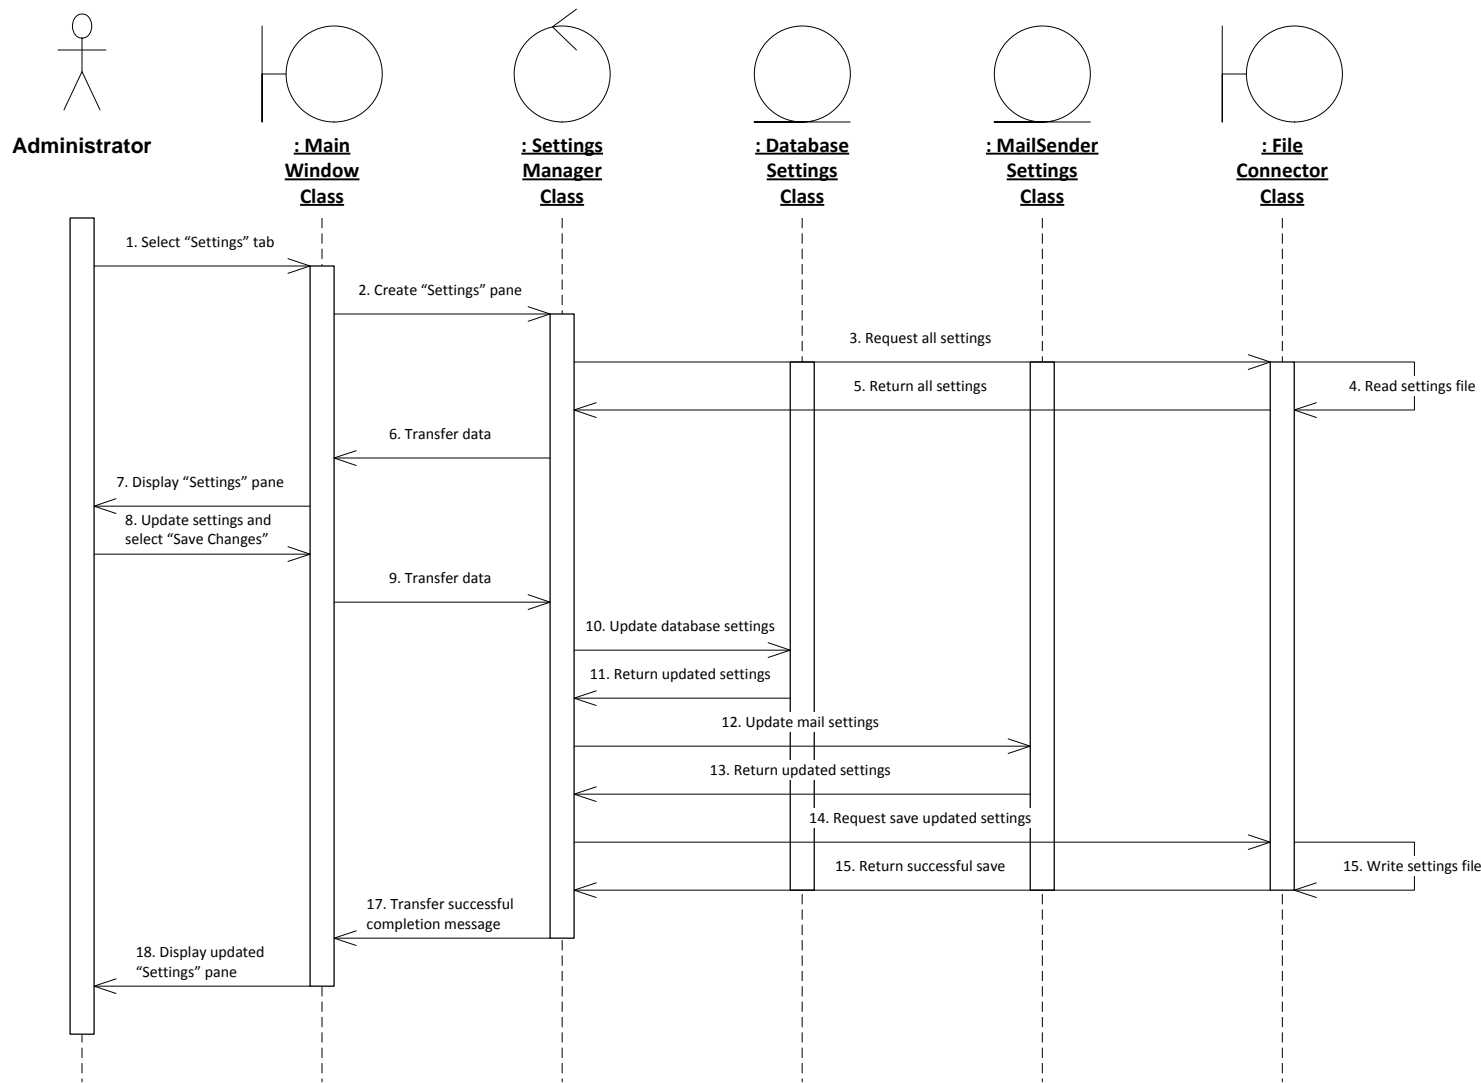 Administrator
: Main
Window
Class
: Settings
Manager
Class
: Database
Settings
Class
: MailSender
Settings
Class
: File
Connector
Class
1. Select “Settings” tab
2. Create “Settings” pane
3. Request all settings
4. Read settings file
5. Return all settings
6. Transfer data
7. Display “Settings” pane
8. Update settings and
select “Save Changes”
9. Transfer data
10. Update database settings
11. Return updated settings
12. Update mail settings
13. Return updated settings
14. Request save updated settings
15. Write settings file
15. Return successful save
17. Transfer successful
completion message
18. Display updated
“Settings” pane